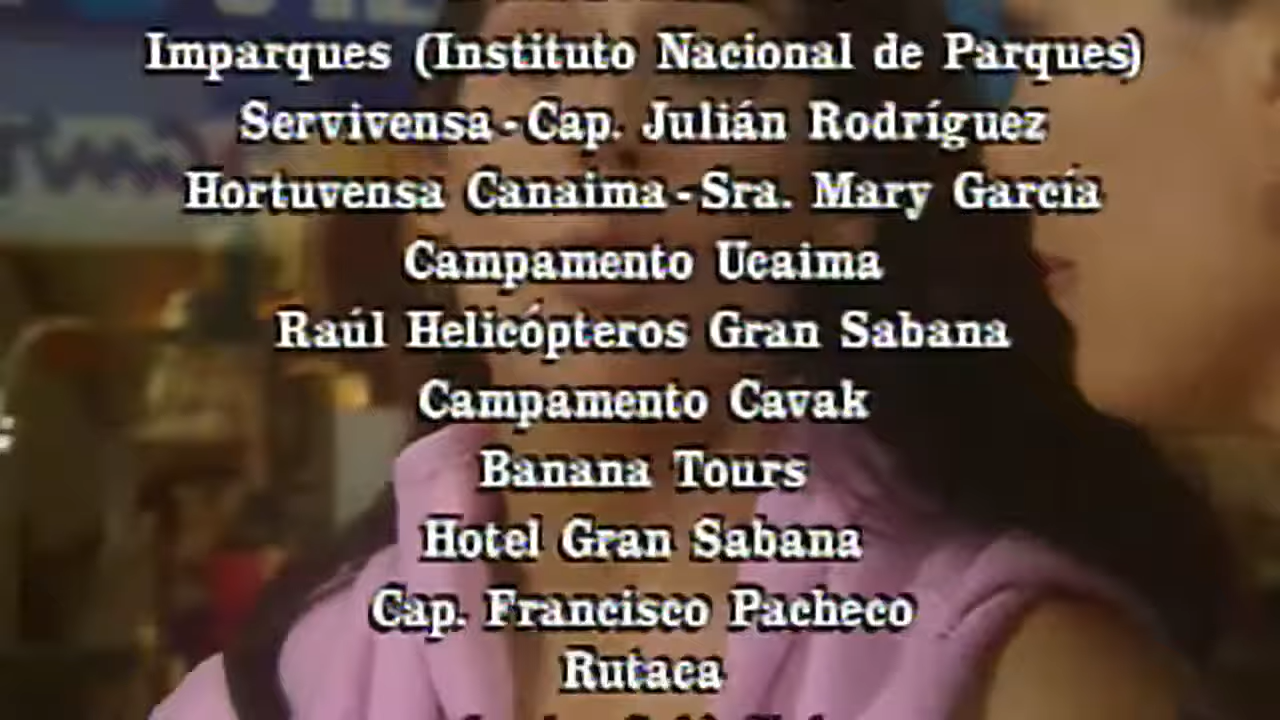 Imparques (Instituto Nacional de Parques)
Servivensa - Cap. Julián Rodríguez
Hortuvensa Canaima - Sra. Mary García
Campamento Ucaima
Raúl Helicópteros Gran Sabana
Campamento Cavak
Banana Tours
Hotel Gran Sabana
Cap. Francisco Pacheco
Rutaca